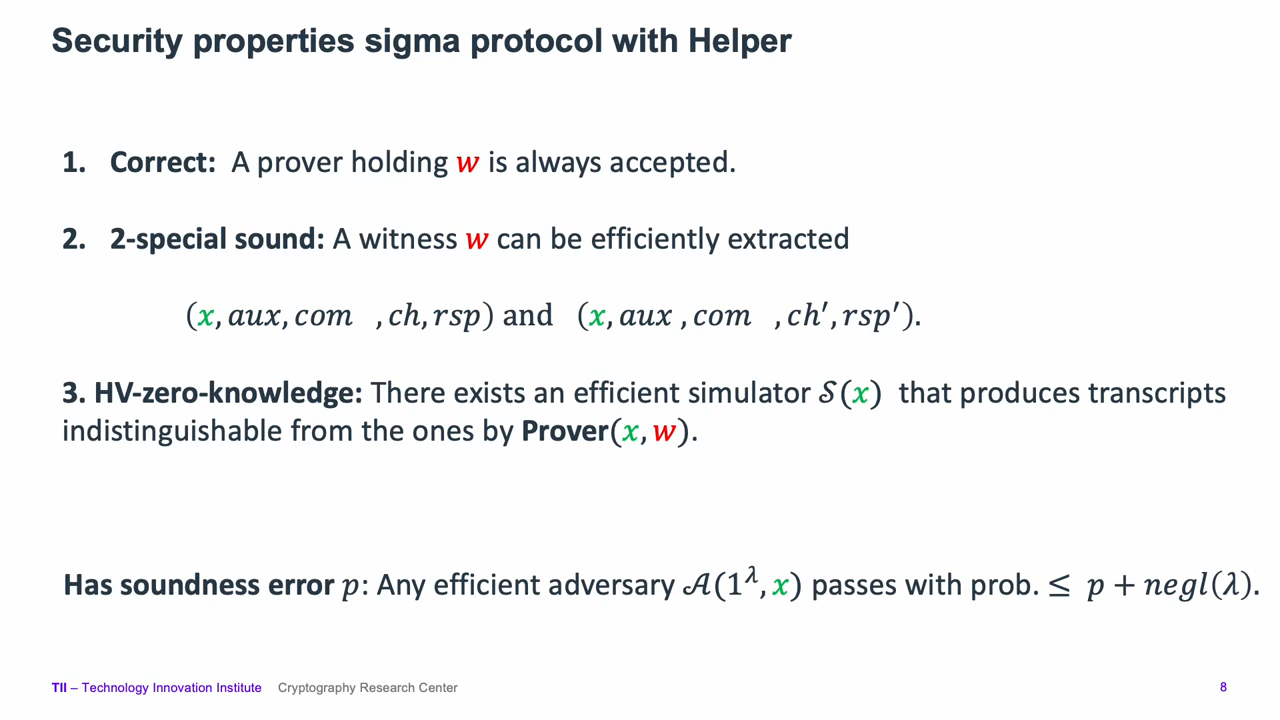 Security properties sigma protocol with Helper
1. Correct: A prover holding w is always accepted.
2. 2-special sound: A witness w can be efficiently extracted
(x, aux, com , ch, rsp) and (x, aux , com , ch′, rsp′).
3. HV-zero-knowledge: There exists an efficient simulator 𝒮(x) that produces transcripts
indistinguishable from the ones by Prover(x, w).
Has soundness error p: Any efficient adversary 𝒜(1^λ, x) passes with prob. ≤ p + negl(λ).
TII – Technology Innovation Institute Cryptography Research Center 8